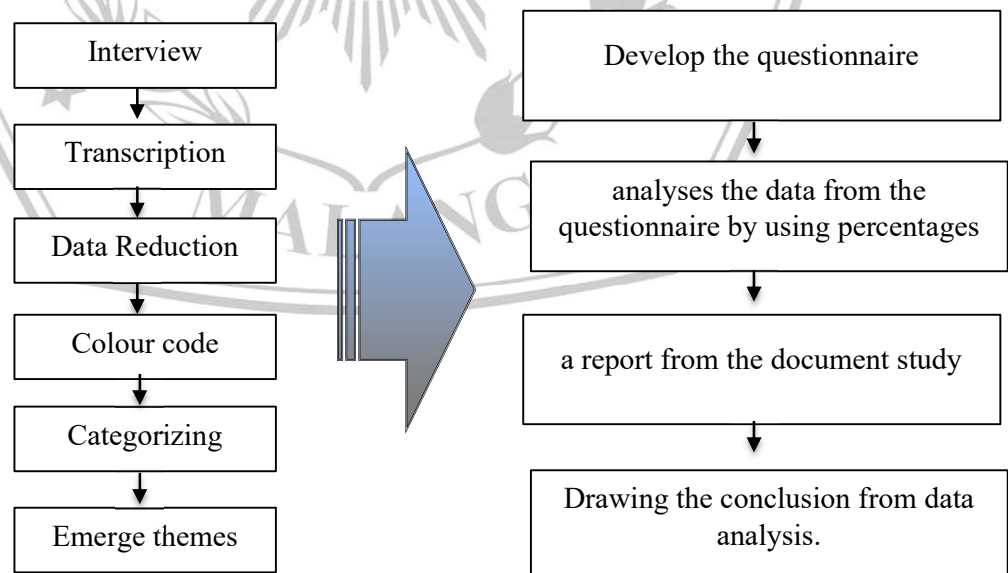 Interview
Transcription
Data Reduction
Colour code
Categorizing
Emerge themes
MALANG
Develop the questionnaire
analyses the data from the
questionnaire by using percentages
a report from the document study
Drawing the conclusion from data
analysis.